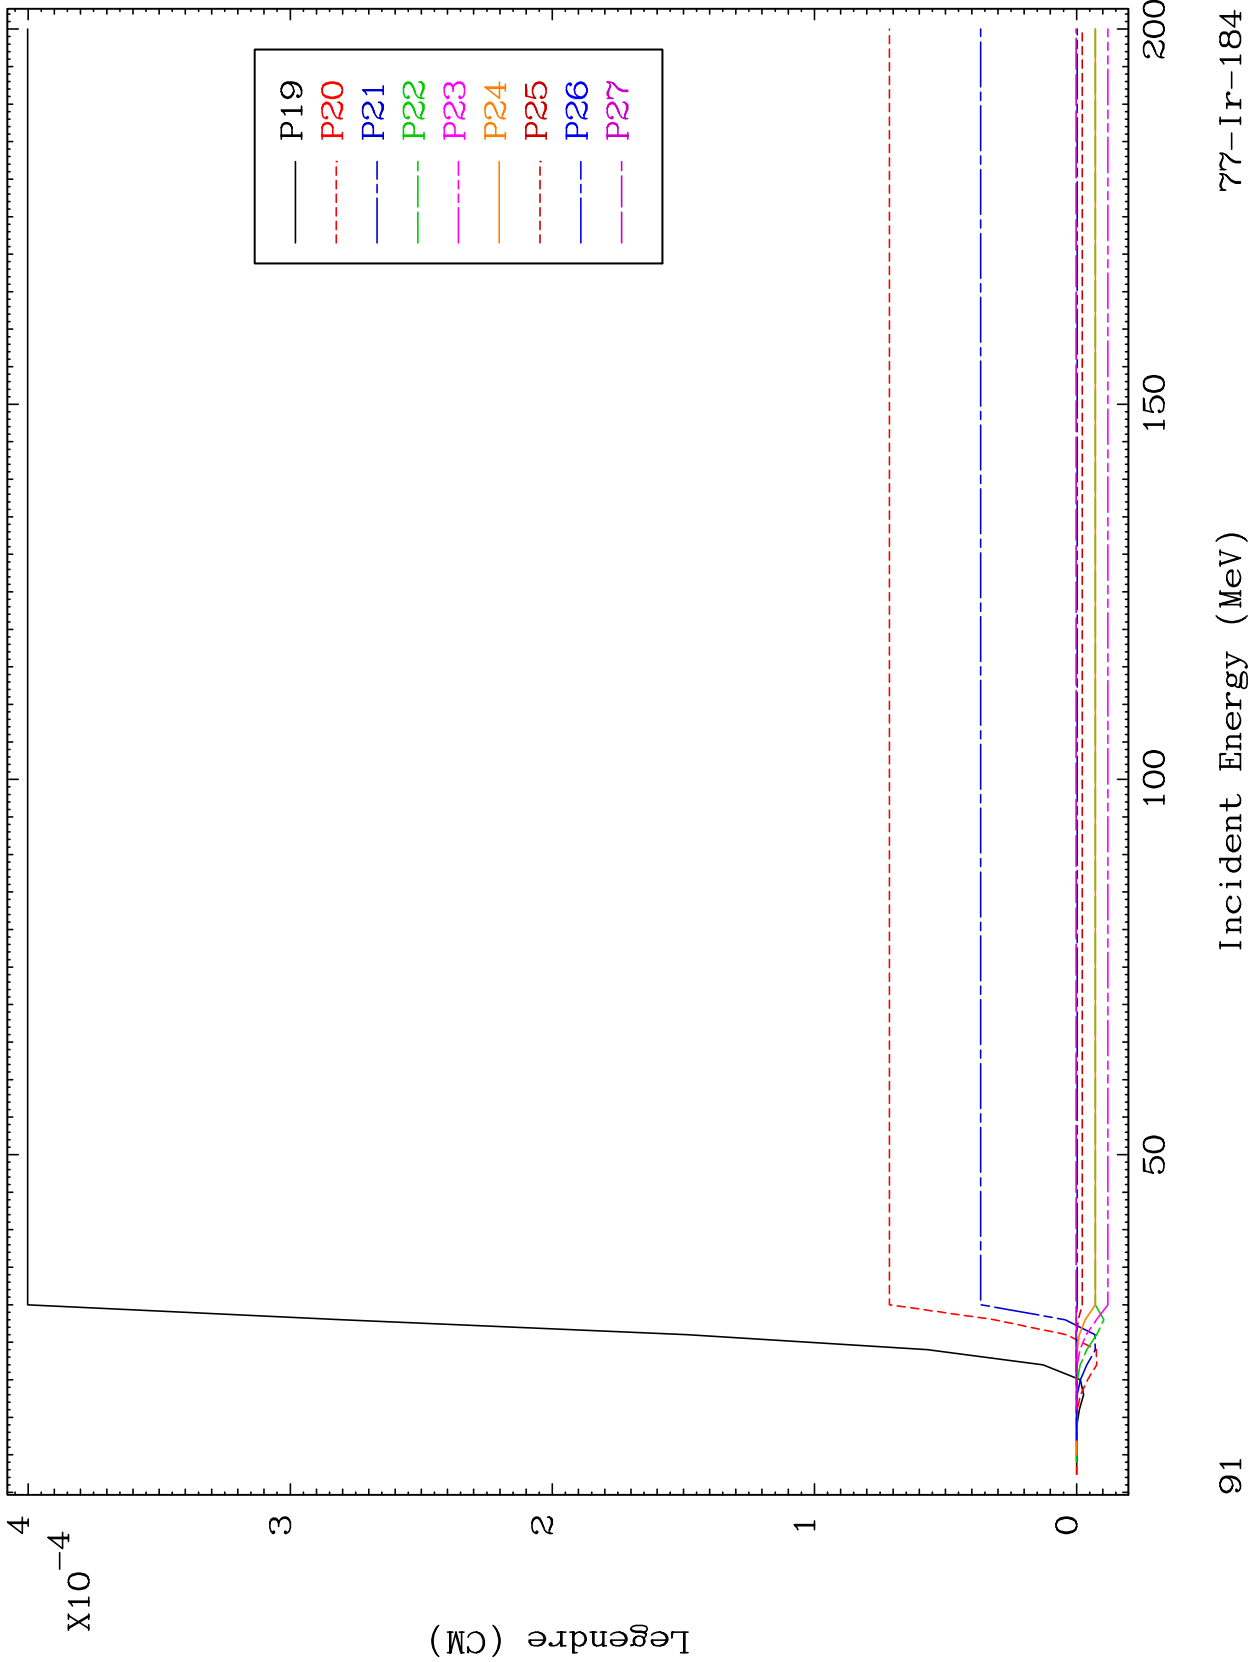 X10-4
4
3
2
1
0
Legendre (CM)
P19
P20
P21
P22
P23
P24
P25
P26
P27
50
100
150
200
91
Incident Energy (MeV)
77-Ir-184